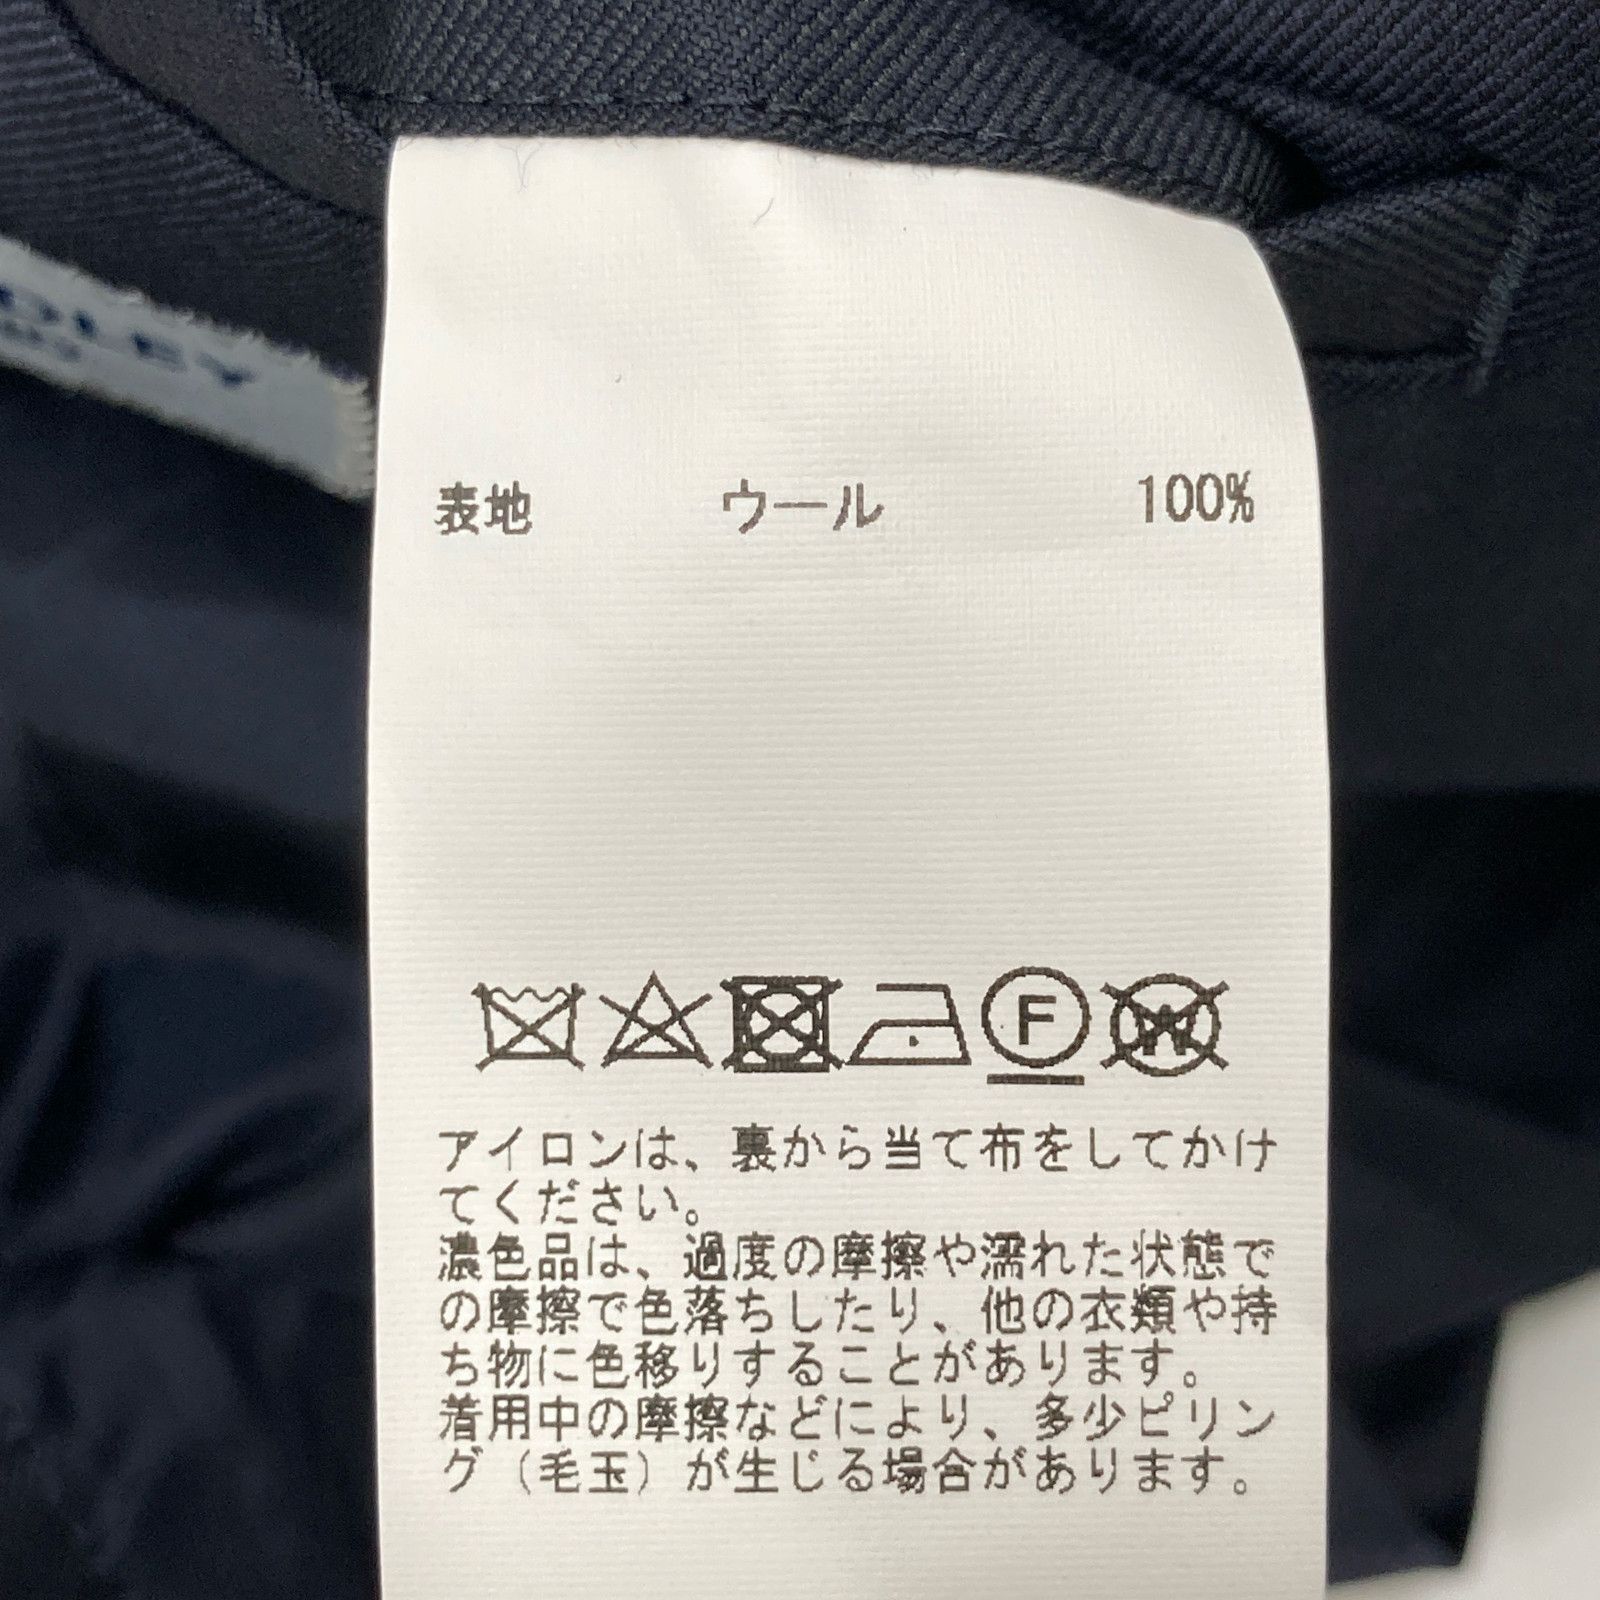 表地 ウール 100%
F
W
アイロンは、裏から当て布をしてかけ
てください。
濃色品は、過度の摩擦や濡れた状態で
の摩擦で色落ちしたり、他の衣類や持
ち物に色移りすることがあります。
着用中の摩擦などにより、多少ピリン
グ(毛玉)が生じる場合があります。